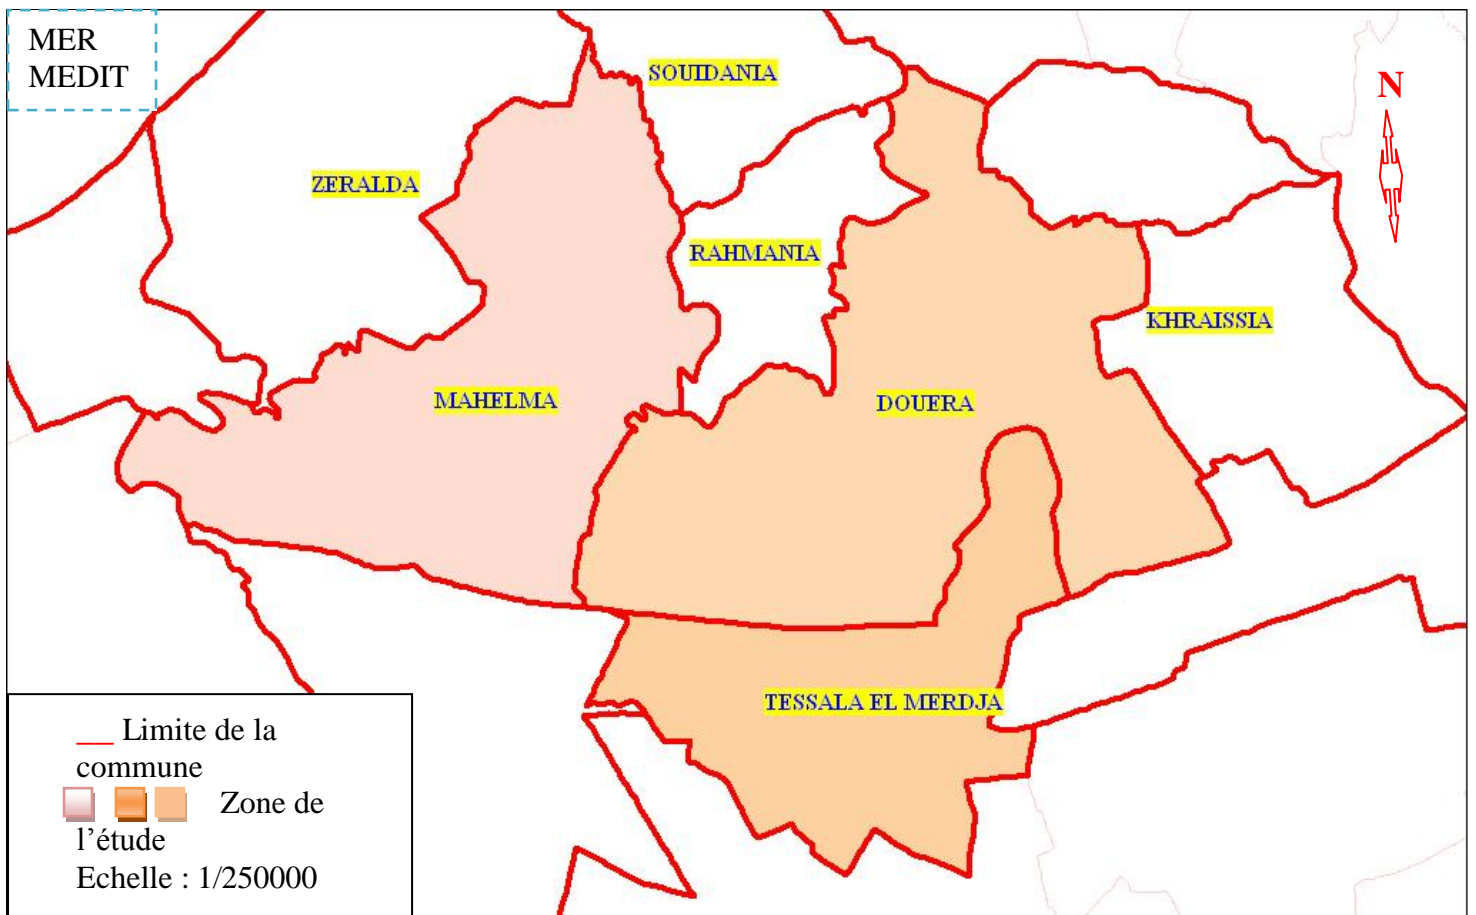 MER
MEDIT
SOUIDANIA
N
ZERALDA
RAHMANIA
KHRAISSIA
MAHELMA
DOUERA
TESSALA EL MERDJA
Limite de la
commune
Zone de
l’étude
Echelle : 1/250000